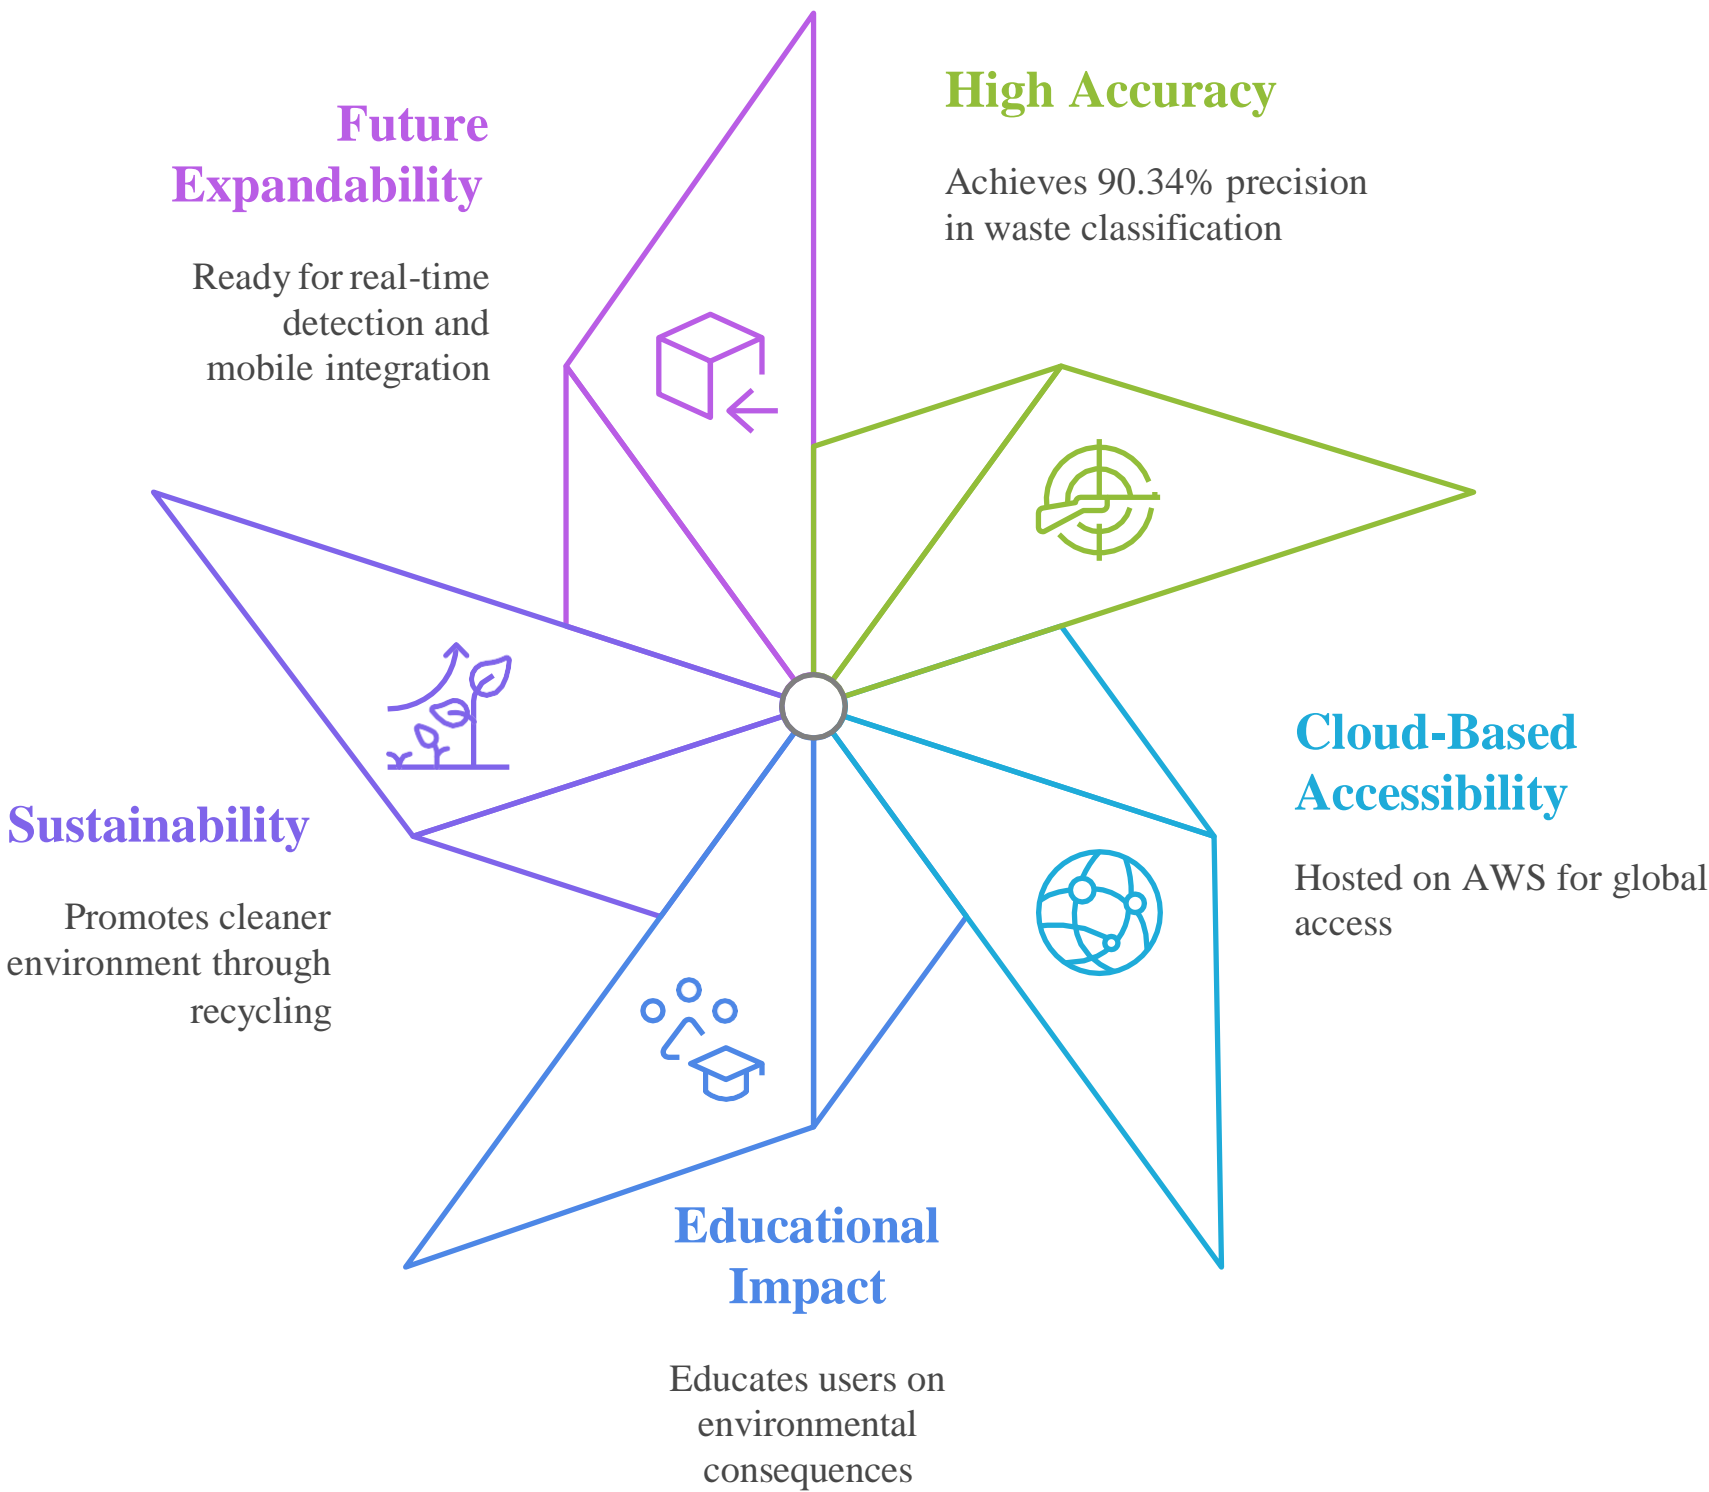 High Accuracy
Achieves 90.34% precision
in waste classification
Future
Expandability
Ready for real-time
detection and
mobile integration
Cloud-Based
Accessibility
Hosted on AWS for global
access
Sustainability
Promotes cleaner
environment through
recycling
Educational
Impact
Educates users on
environmental
consequences